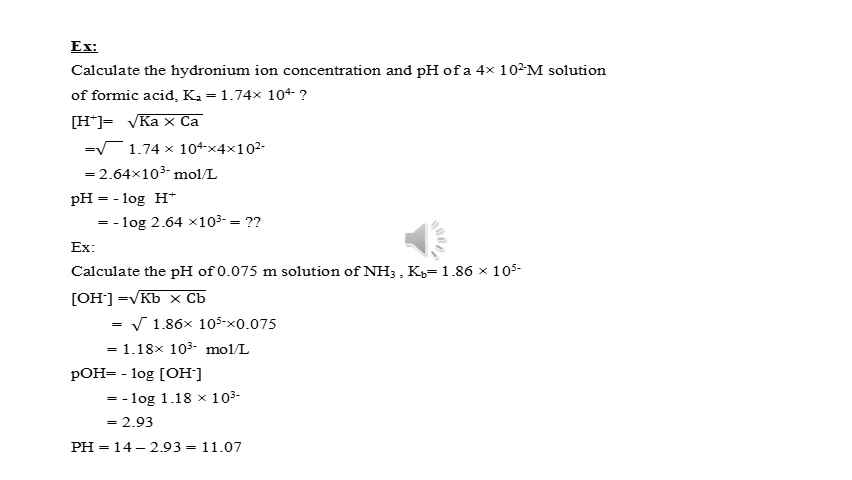 Ex:
Calculate the hydronium ion concentration and pH of a 4× 10²⁻M solution
of formic acid, Kₐ = 1.74× 10⁴⁻ ?
[H⁺]= √Ka × Ca
=√ 1.74 × 10⁴⁻×4×10²⁻
= 2.64×10³⁻ mol/L
pH = - log H⁺
= - log 2.64 ×10³⁻ = ??
Ex:
Calculate the pH of 0.075 m solution of NH₃ , K_b= 1.86 × 10⁵⁻
[OH⁻] =√Kb × Cb
= √ 1.86× 10⁵⁻×0.075
= 1.18× 10³⁻ mol/L
pOH= - log [OH⁻]
= - log 1.18 × 10³⁻
= 2.93
PH = 14 – 2.93 = 11.07